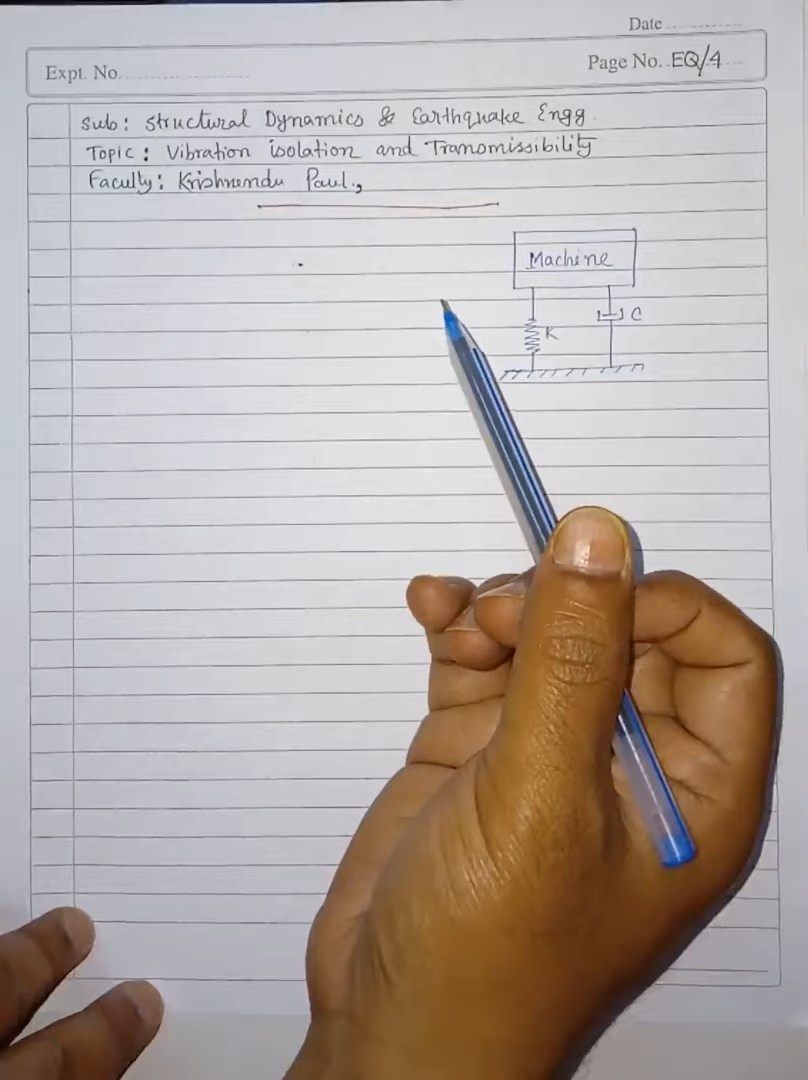 Date
Expt. No.
Page No. EQ/4
Sub: Structural Dynamics & Earthquake Engg.
Topic: Vibration isolation and Transmissibility
Faculty: Krishnendu Paul.,
Machine
K
C